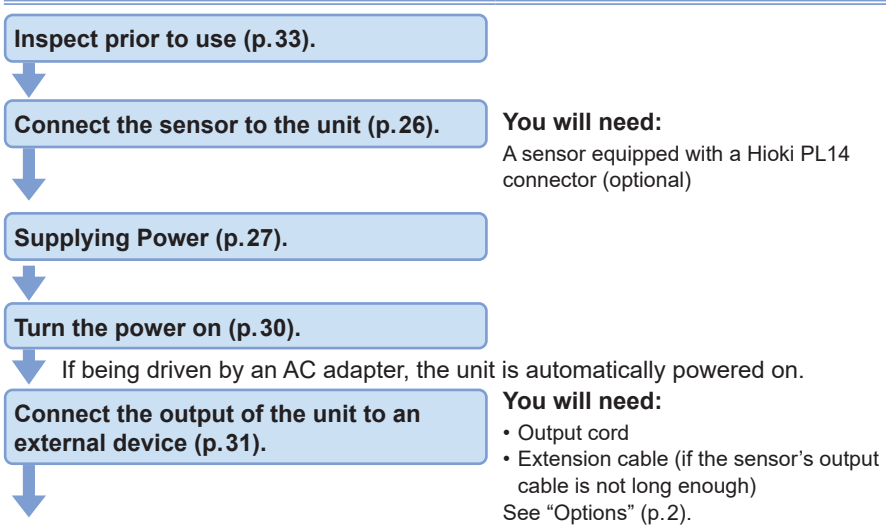 Inspect prior to use (p.33).
Connect the sensor to the unit (p.26).
You will need:
A sensor equipped with a Hioki PL14
connector (optional)
Supplying Power (p.27).
Turn the power on (p.30).
If being driven by an AC adapter, the unit is automatically powered on.
Connect the output of the unit to an
external device (p.31).
You will need:
• Output cord
• Extension cable (if the sensor's output
cable is not long enough)
See "Options" (p.2).